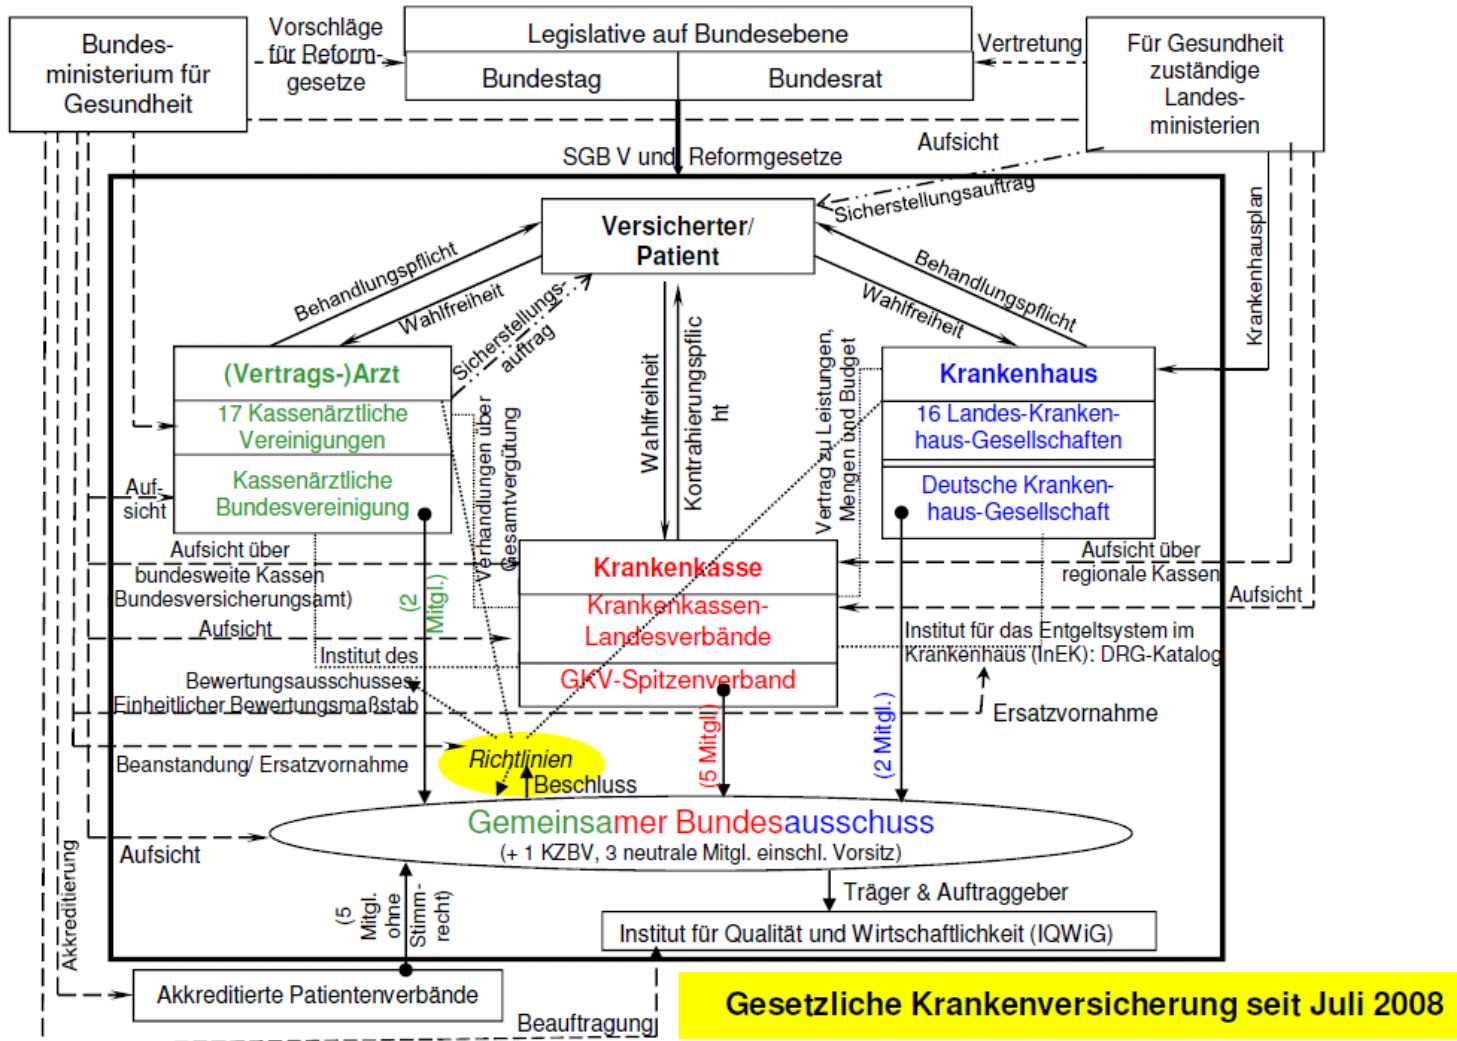 Bundes-
ministerium für
Gesundheit
Vorschläge
für Reform-
gesetze
Legislative auf Bundesebene
Bundestag
Bundesrat
Vertretung
Für Gesundheit
zuständige
Landes-
ministerien
Aufsicht
SGB V und Reformgesetze
Sicherstellungsauftrag
Krankenhausplan
Versicherter/
Patient
Behandlungspflicht
Wahlfreiheit
Sicherstellungs-
auftrag
Behandlungspflicht
Wahlfreiheit
Wahlfreiheit
Kontrahierungspflic
ht
(Vertrags-)Arzt
17 Kassenärztliche
Vereinigungen
Kassenärztliche
Bundesvereinigung
Auf-
sicht
Verhandlungen über
Gesamtvergütung
Vertrag zu Leistungen,
Mengen und Budget
Krankenhaus
16 Landes-Kranken-
haus-Gesellschaften
Deutsche Kranken-
haus-Gesellschaft
Aufsicht über
bundesweite Kassen
(Bundesversicherungsamt)
Aufsicht
(2
Mitgl.)
Krankenkasse
Krankenkassen-
Landesverbände
GKV-Spitzenverband
Aufsicht über
regionale Kassen
Aufsicht
Institut für das Entgeltsystem im
Krankenhaus (InEK): DRG-Katalog
Institut des
Bewertungsausschusses:
Einheitlicher Bewertungsmaßstab
Ersatzvornahme
(5 Mitgl.)
(2 Mitgl.)
Beanstandung/ Ersatzvornahme
Richtlinien
Beschluss
Gemeinsamer Bundesausschuss
(+ 1 KZBV, 3 neutrale Mitgl. einschl. Vorsitz)
Aufsicht
Akkreditierung
(5
Mitgl.
ohne
Stimm-
recht)
Träger & Auftraggeber
Institut für Qualität und Wirtschaftlichkeit (IQWiG)
Akkreditierte Patientenverbände
Beauftragung
Gesetzliche Krankenversicherung seit Juli 2008